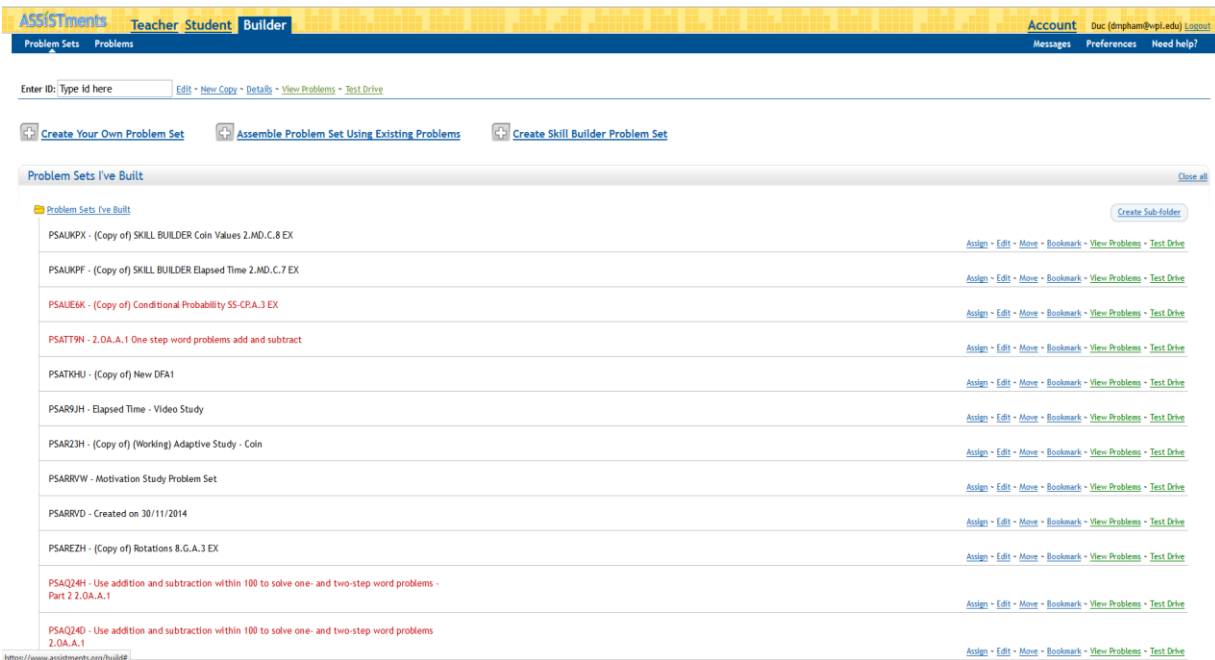 ASSISTments Teacher Student Builder Account Duc (dmpham@wpi.edu) Logout
Problem Sets Problems Messages Preferences Need help?
Enter ID: Type id here Edit ~ New Copy ~ Details ~ View Problems ~ Test Drive
Create Your Own Problem Set Assemble Problem Set Using Existing Problems Create Skill Builder Problem Set
Problem Sets I've Built Close all
Problem Sets I've Built Create Sub-folder
PSAUKPX - (Copy of) SKILL BUILDER Coin Values 2.MD.C.8 EX
Assign ~ Edit ~ Move ~ Bookmark ~ View Problems ~ Test Drive
PSAUKPF - (Copy of) SKILL BUILDER Elapsed Time 2.MD.C.7 EX
Assign ~ Edit ~ Move ~ Bookmark ~ View Problems ~ Test Drive
PSAUE6K - (Copy of) Conditional Probability SS-CP.A.3 EX
Assign ~ Edit ~ Move ~ Bookmark ~ View Problems ~ Test Drive
PSATT9N - 2.OA.A.1 One step word problems add and subtract
Assign ~ Edit ~ Move ~ Bookmark ~ View Problems ~ Test Drive
PSATKHU - (Copy of) New DFA1
Assign ~ Edit ~ Move ~ Bookmark ~ View Problems ~ Test Drive
PSAR9JH - Elapsed Time - Video Study
Assign ~ Edit ~ Move ~ Bookmark ~ View Problems ~ Test Drive
PSAR23H - (Copy of) (Working) Adaptive Study - Coin
Assign ~ Edit ~ Move ~ Bookmark ~ View Problems ~ Test Drive
PSARRVW - Motivation Study Problem Set
Assign ~ Edit ~ Move ~ Bookmark ~ View Problems ~ Test Drive
PSARRVD - Created on 30/11/2014
Assign ~ Edit ~ Move ~ Bookmark ~ View Problems ~ Test Drive
PSAREZH - (Copy of) Rotations 8.G.A.3 EX
Assign ~ Edit ~ Move ~ Bookmark ~ View Problems ~ Test Drive
PSAQ24H - Use addition and subtraction within 100 to solve one- and two-step word problems -
Part 2 2.OA.A.1
Assign ~ Edit ~ Move ~ Bookmark ~ View Problems ~ Test Drive
PSAQ24D - Use addition and subtraction within 100 to solve one- and two-step word problems
2.OA.A.1
Assign ~ Edit ~ Move ~ Bookmark ~ View Problems ~ Test Drive
https://www.assistments.org/build#